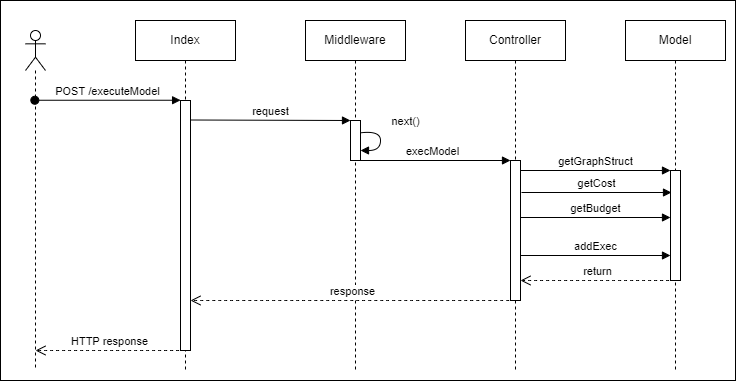 Index
Middleware
Controller
Model
POST /executeModel
request
next()
execModel
getGraphStruct
getCost
getBudget
addExec
return
response
HTTP response